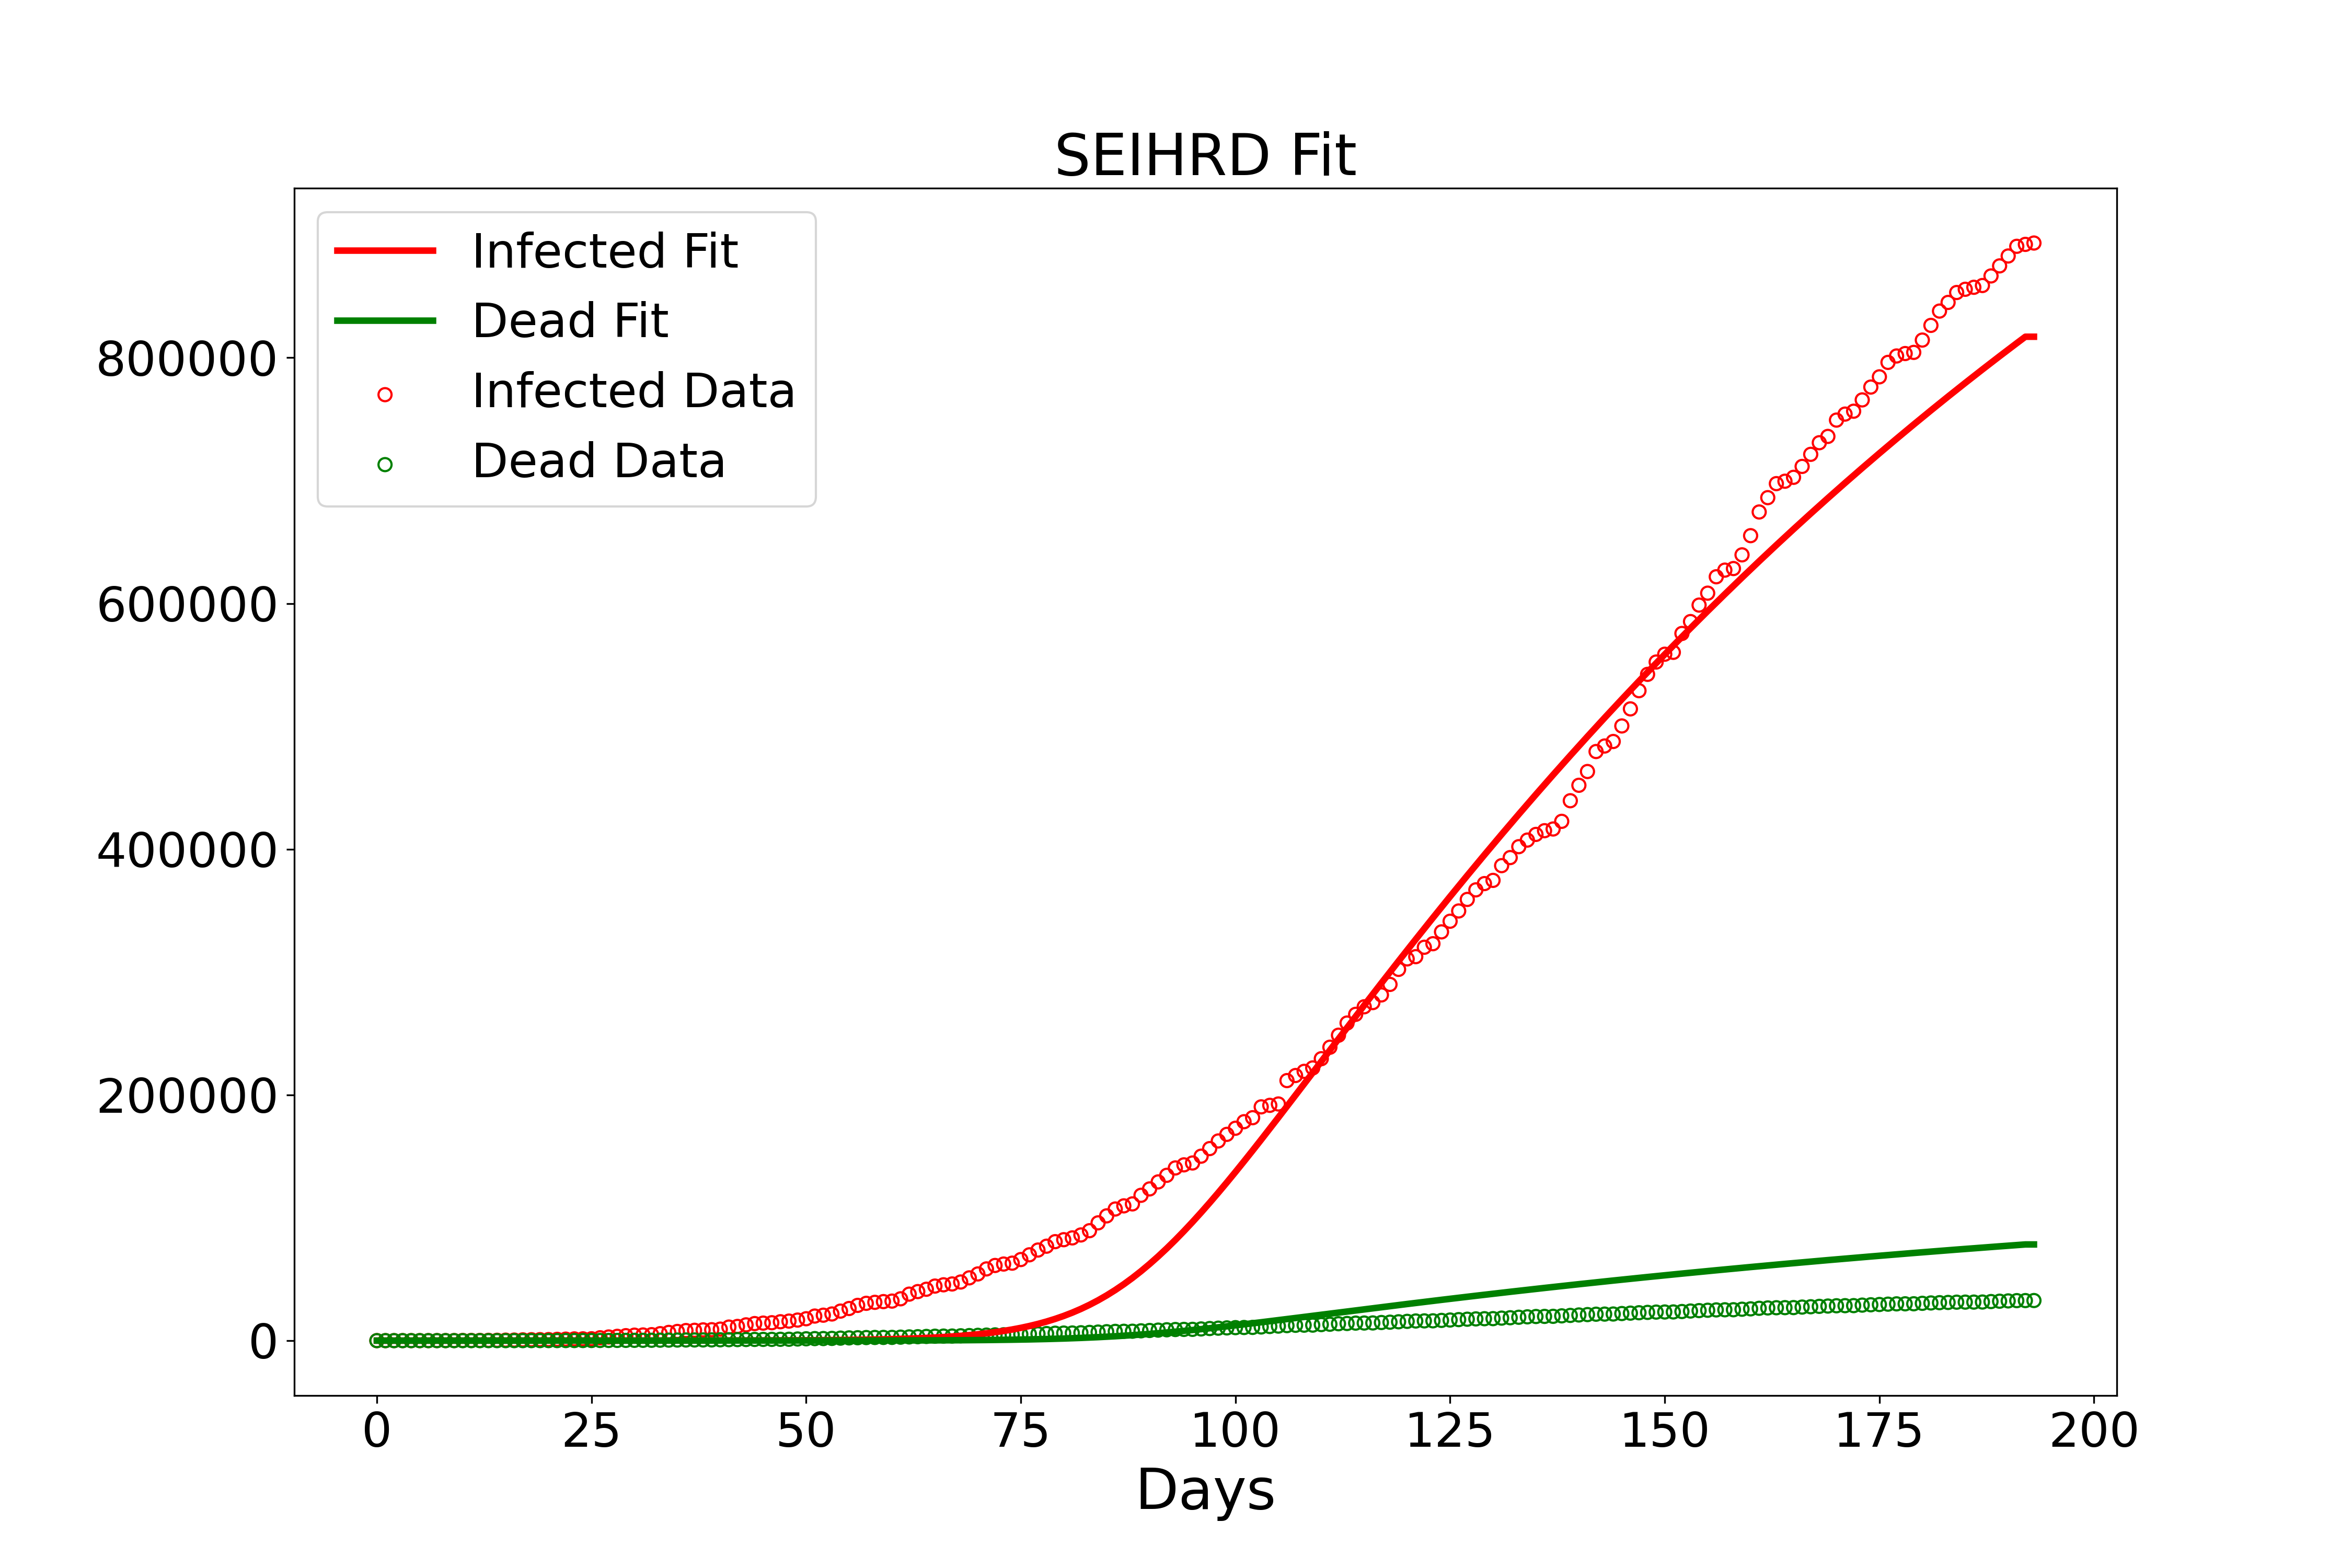 SEIHRD Fit
Infected Fit
Dead Fit
Infected Data
Dead Data
800000
600000
400000
200000
0
0 25 50 75 100 125 150 175 200
Days